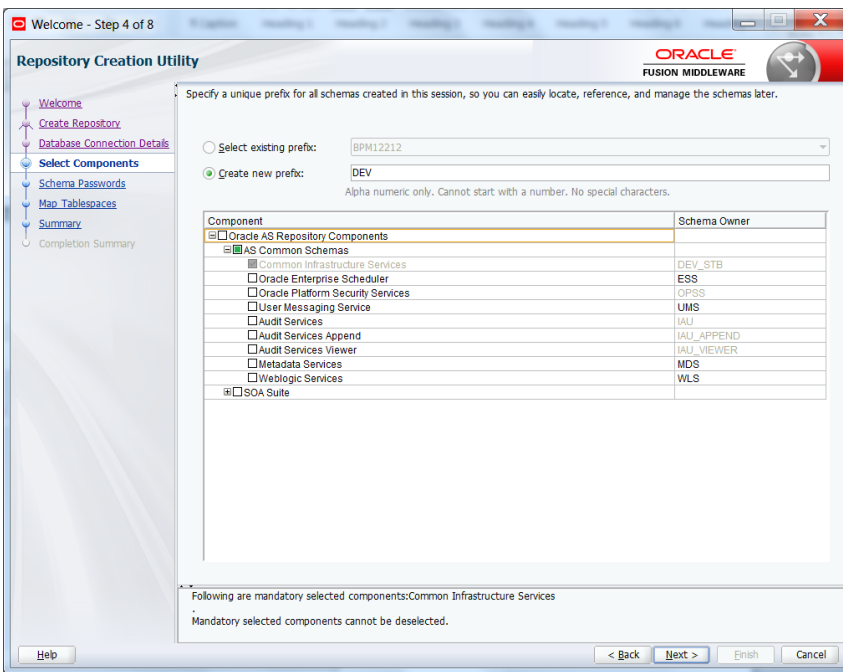 Welcome - Step 4 of 8
Repository Creation Utility
ORACLE
FUSION MIDDLEWARE
Welcome
Create Repository
Database Connection Details
Select Components
Schema Passwords
Map Tablespaces
Summary
Completion Summary
Specify a unique prefix for all schemas created in this session, so you can easily locate, reference, and manage the schemas later.
Select existing prefix: BPM12212
Create new prefix: DEV
Alpha numeric only. Cannot start with a number. No special characters.
Component Schema Owner
Oracle AS Repository Components
AS Common Schemas
Common Infrastructure Services DEV_STB
Oracle Enterprise Scheduler ESS
Oracle Platform Security Services OPSS
User Messaging Service UMS
Audit Services IAU
Audit Services Append IAU_APPEND
Audit Services Viewer IAU_VIEWER
Metadata Services MDS
Weblogic Services WLS
SOA Suite
Following are mandatory selected components:Common Infrastructure Services
.
Mandatory selected components cannot be deselected.
Help < Back Next > Finish Cancel